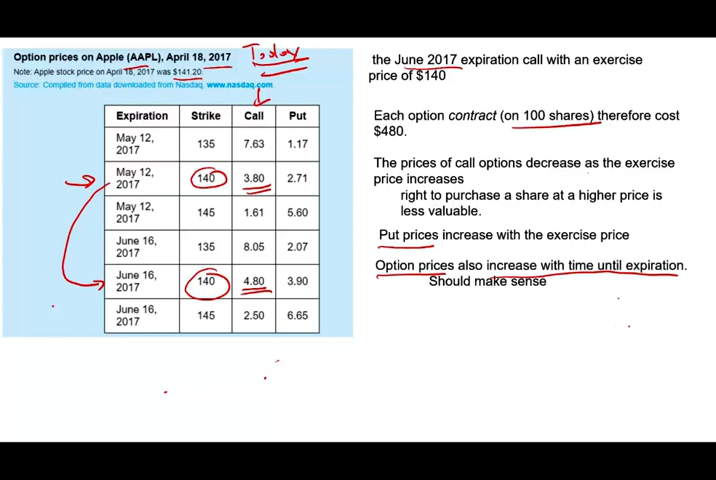 Today
Option prices on Apple (AAPL), April 18, 2017
Note: Apple stock price on April 18, 2017 was $141.20.
Source: Compiled from data downloaded from Nasdaq, www.nasdaq.com.
Expiration Strike Call Put
May 12,
2017 135 7.63 1.17
May 12,
2017 140 3.80 2.71
May 12,
2017 145 1.61 5.60
June 16,
2017 135 8.05 2.07
June 16,
2017 140 4.80 3.90
June 16,
2017 145 2.50 6.65
the June 2017 expiration call with an exercise
price of $140
Each option contract (on 100 shares) therefore cost
$480.
The prices of call options decrease as the exercise
price increases
right to purchase a share at a higher price is
less valuable.
Put prices increase with the exercise price
Option prices also increase with time until expiration.
Should make sense